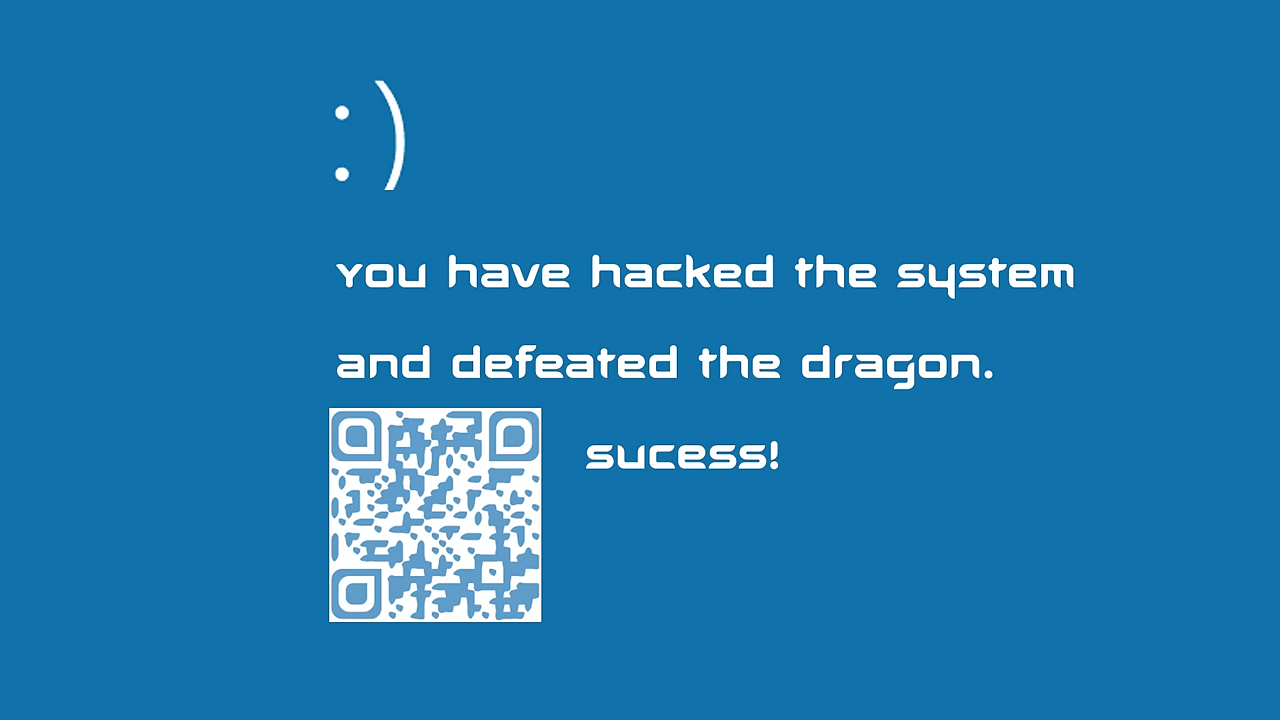 :)
you have hacked the system
and defeated the dragon.
sucess!